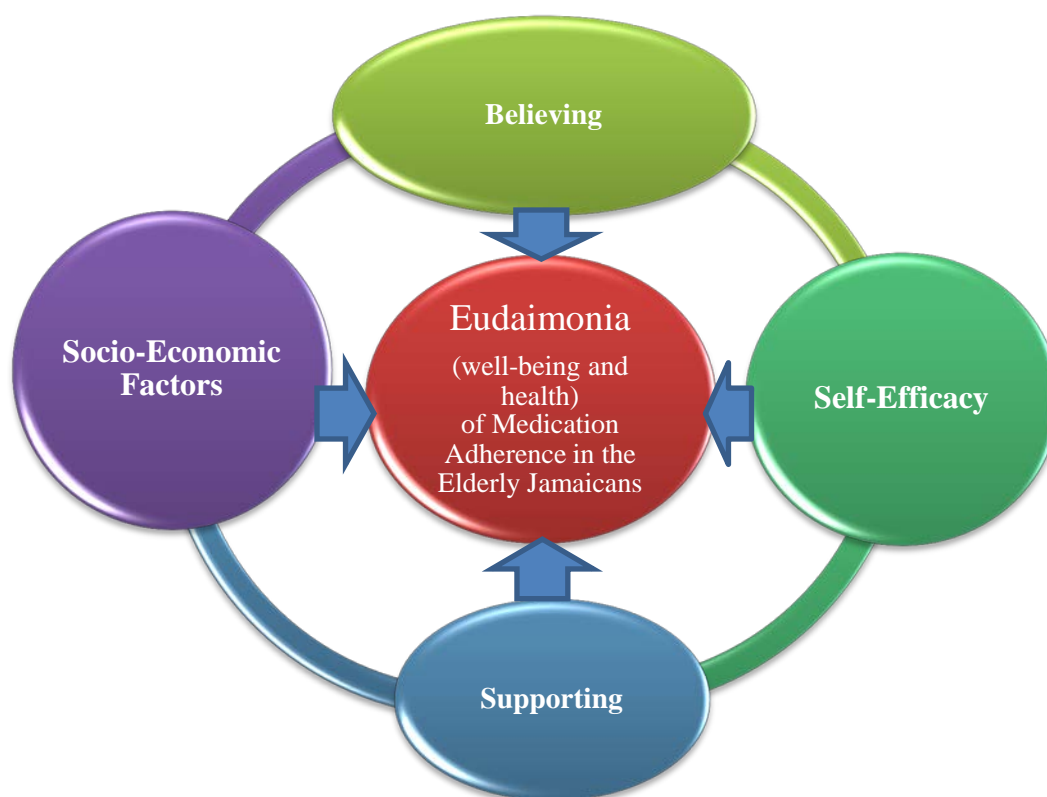 Believing
Socio-Economic
Factors
Eudaimonia
(well-being and
health)
of Medication
Adherence in the
Elderly Jamaicans
Self-Efficacy
Supporting